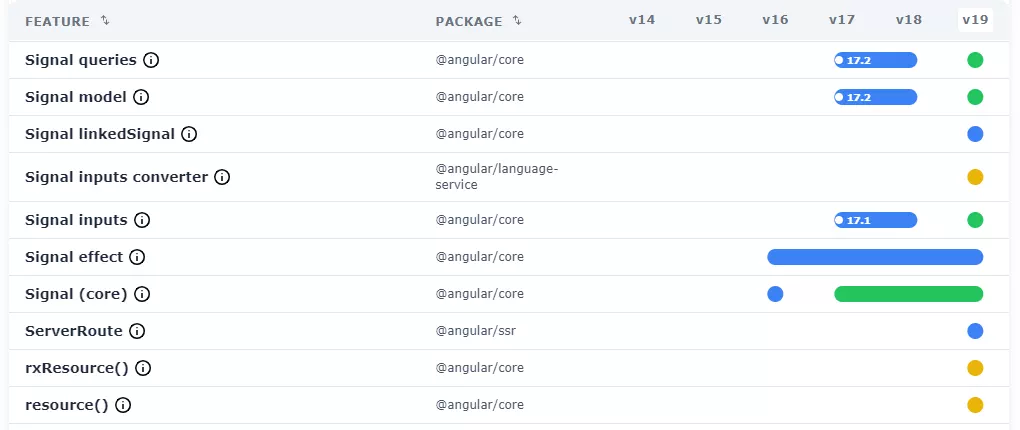 FEATURE PACKAGE v14 v15 v16 v17 v18 v19
Signal queries @angular/core 17.2
Signal model @angular/core 17.2
Signal linkedSignal @angular/core
Signal inputs converter @angular/language-
service
Signal inputs @angular/core 17.1
Signal effect @angular/core
Signal (core) @angular/core
ServerRoute @angular/ssr
rxResource() @angular/core
resource() @angular/core